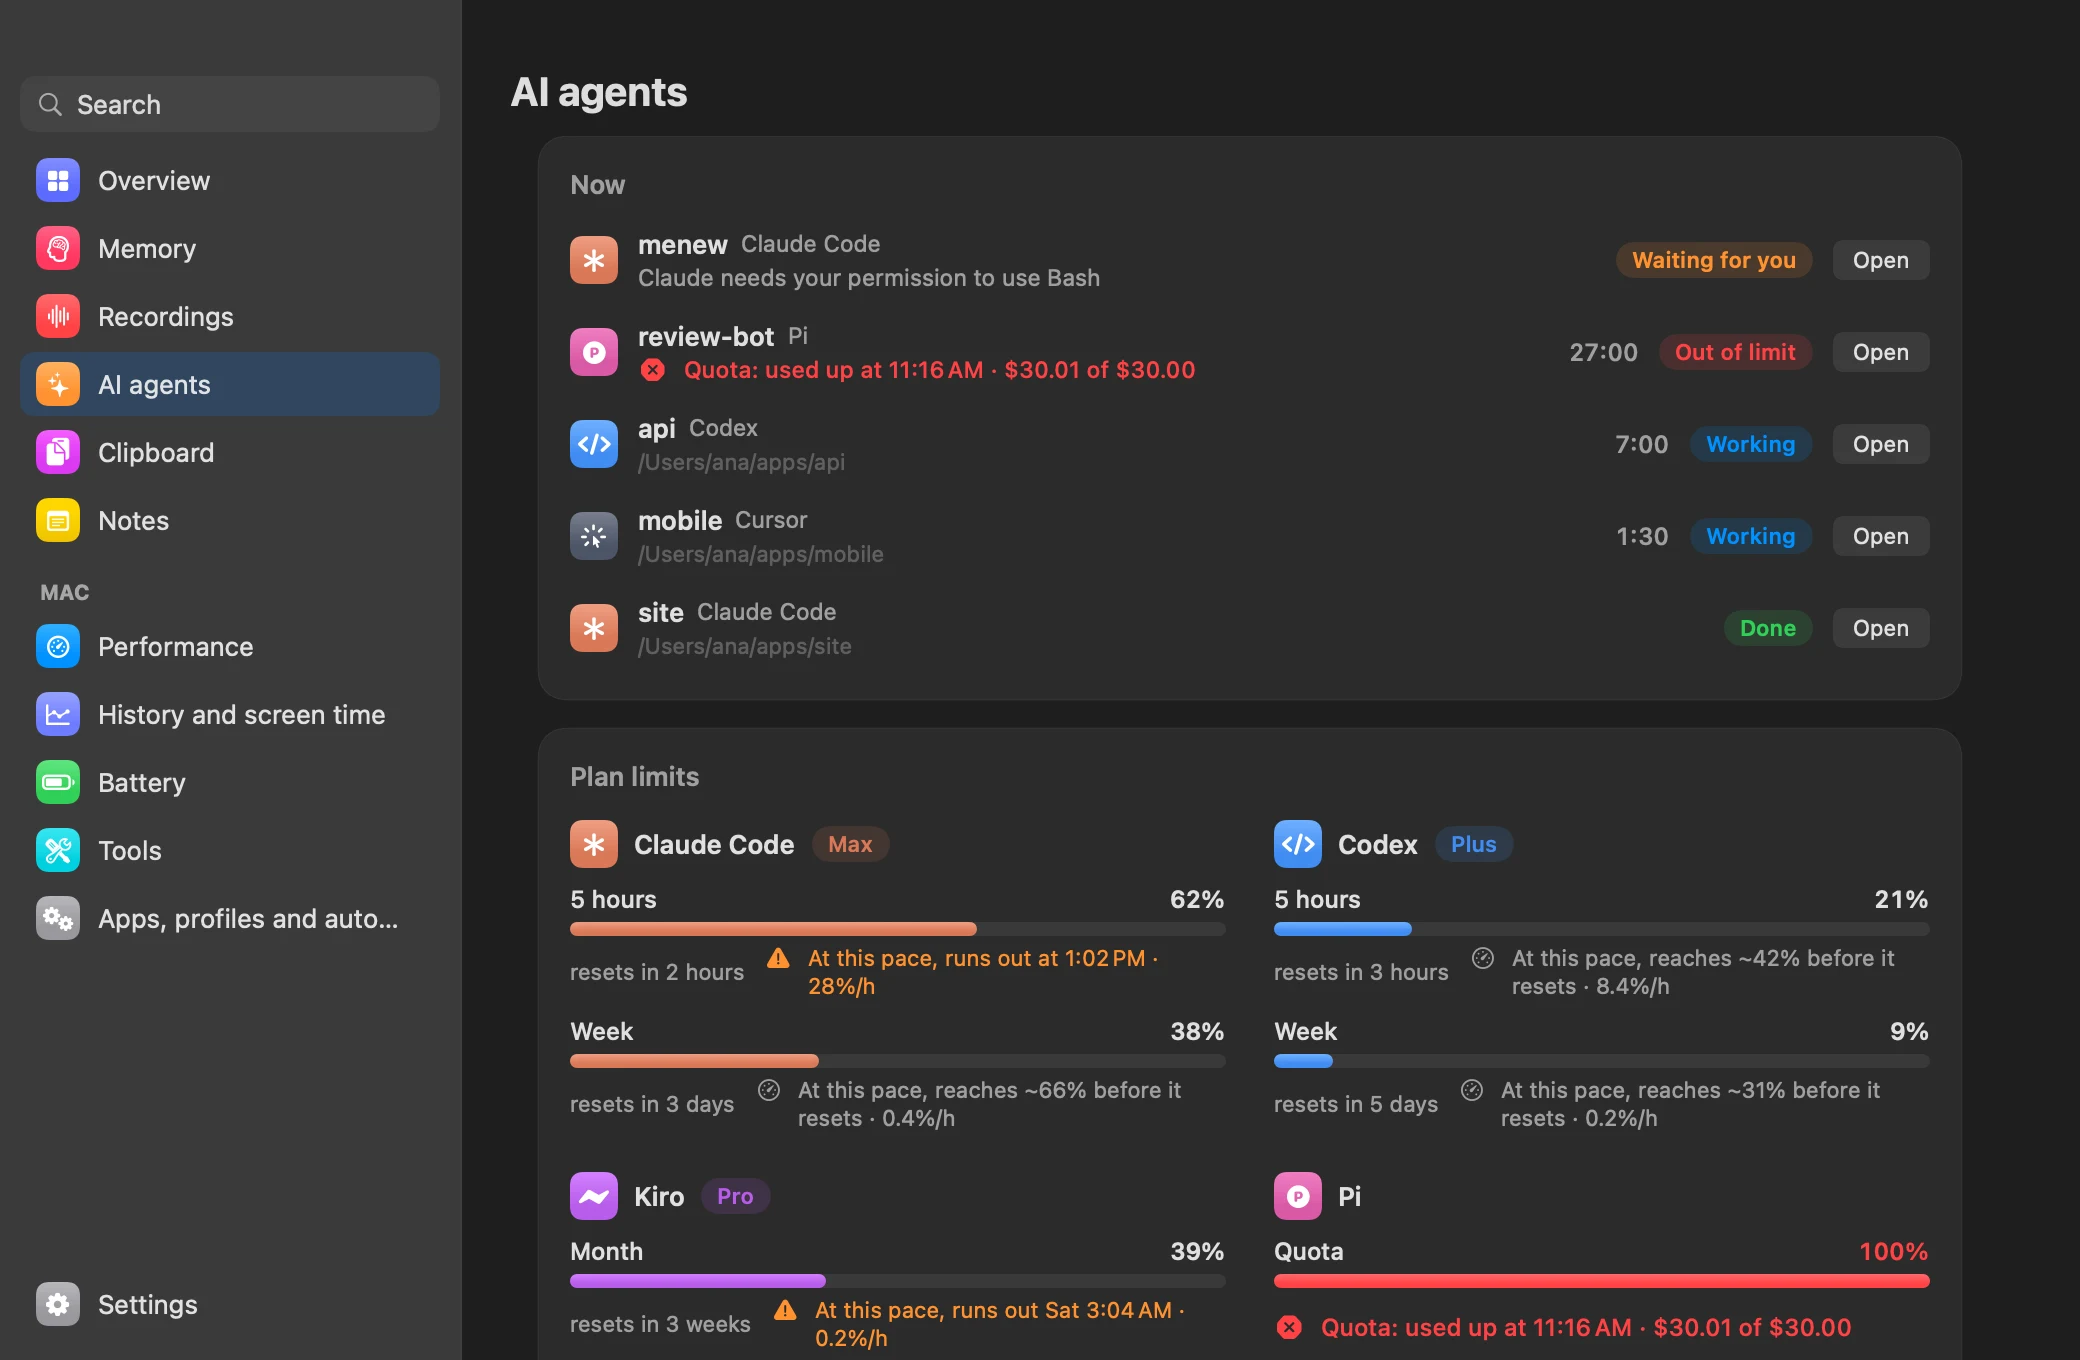 Search
Overview
Memory
Recordings
AI agents
Clipboard
Notes
MAC
Performance
History and screen time
Battery
Tools
Apps, profiles and auto...
Settings
AI agents
Now
menew Claude Code
Claude needs your permission to use Bash
Waiting for you Open
review-bot Pi
Quota: used up at 11:16 AM · $30.01 of $30.00
27:00 Out of limit Open
api Codex
/Users/ana/apps/api
7:00 Working Open
mobile Cursor
/Users/ana/apps/mobile
1:30 Working Open
site Claude Code
/Users/ana/apps/site
Done Open
Plan limits
Claude Code Max
5 hours 62%
resets in 2 hours
At this pace, runs out at 1:02 PM ·
28%/h
Week 38%
resets in 3 days
At this pace, reaches ~66% before it
resets · 0.4%/h
Codex Plus
5 hours 21%
resets in 3 hours
At this pace, reaches ~42% before it
resets · 8.4%/h
Week 9%
resets in 5 days
At this pace, reaches ~31% before it
resets · 0.2%/h
Kiro Pro
Month 39%
resets in 3 weeks
At this pace, runs out Sat 3:04 AM ·
0.2%/h
P Pi
Quota 100%
Quota: used up at 11:16 AM · $30.01 of $30.00